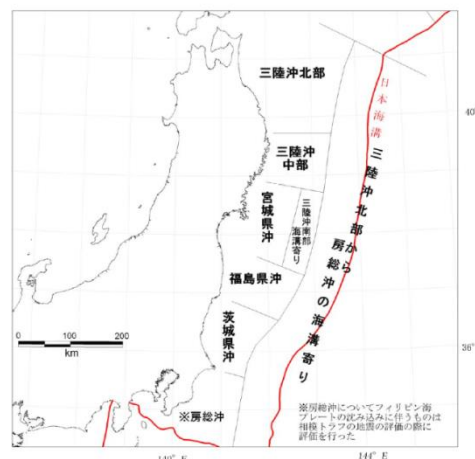 三陸沖北部
日本海溝
40°
三陸沖
中部
三陸沖北部から
房総沖の海溝寄り
宮城県沖
三陸沖南部
海溝寄り
福島県沖
茨城県沖
0 100 200
km
36°
※房総沖
※房総沖についてフィリピン海
プレートの沈み込みに伴うものは
相模トラフの地震の評価の際に
評価を行った
140° E
144° E